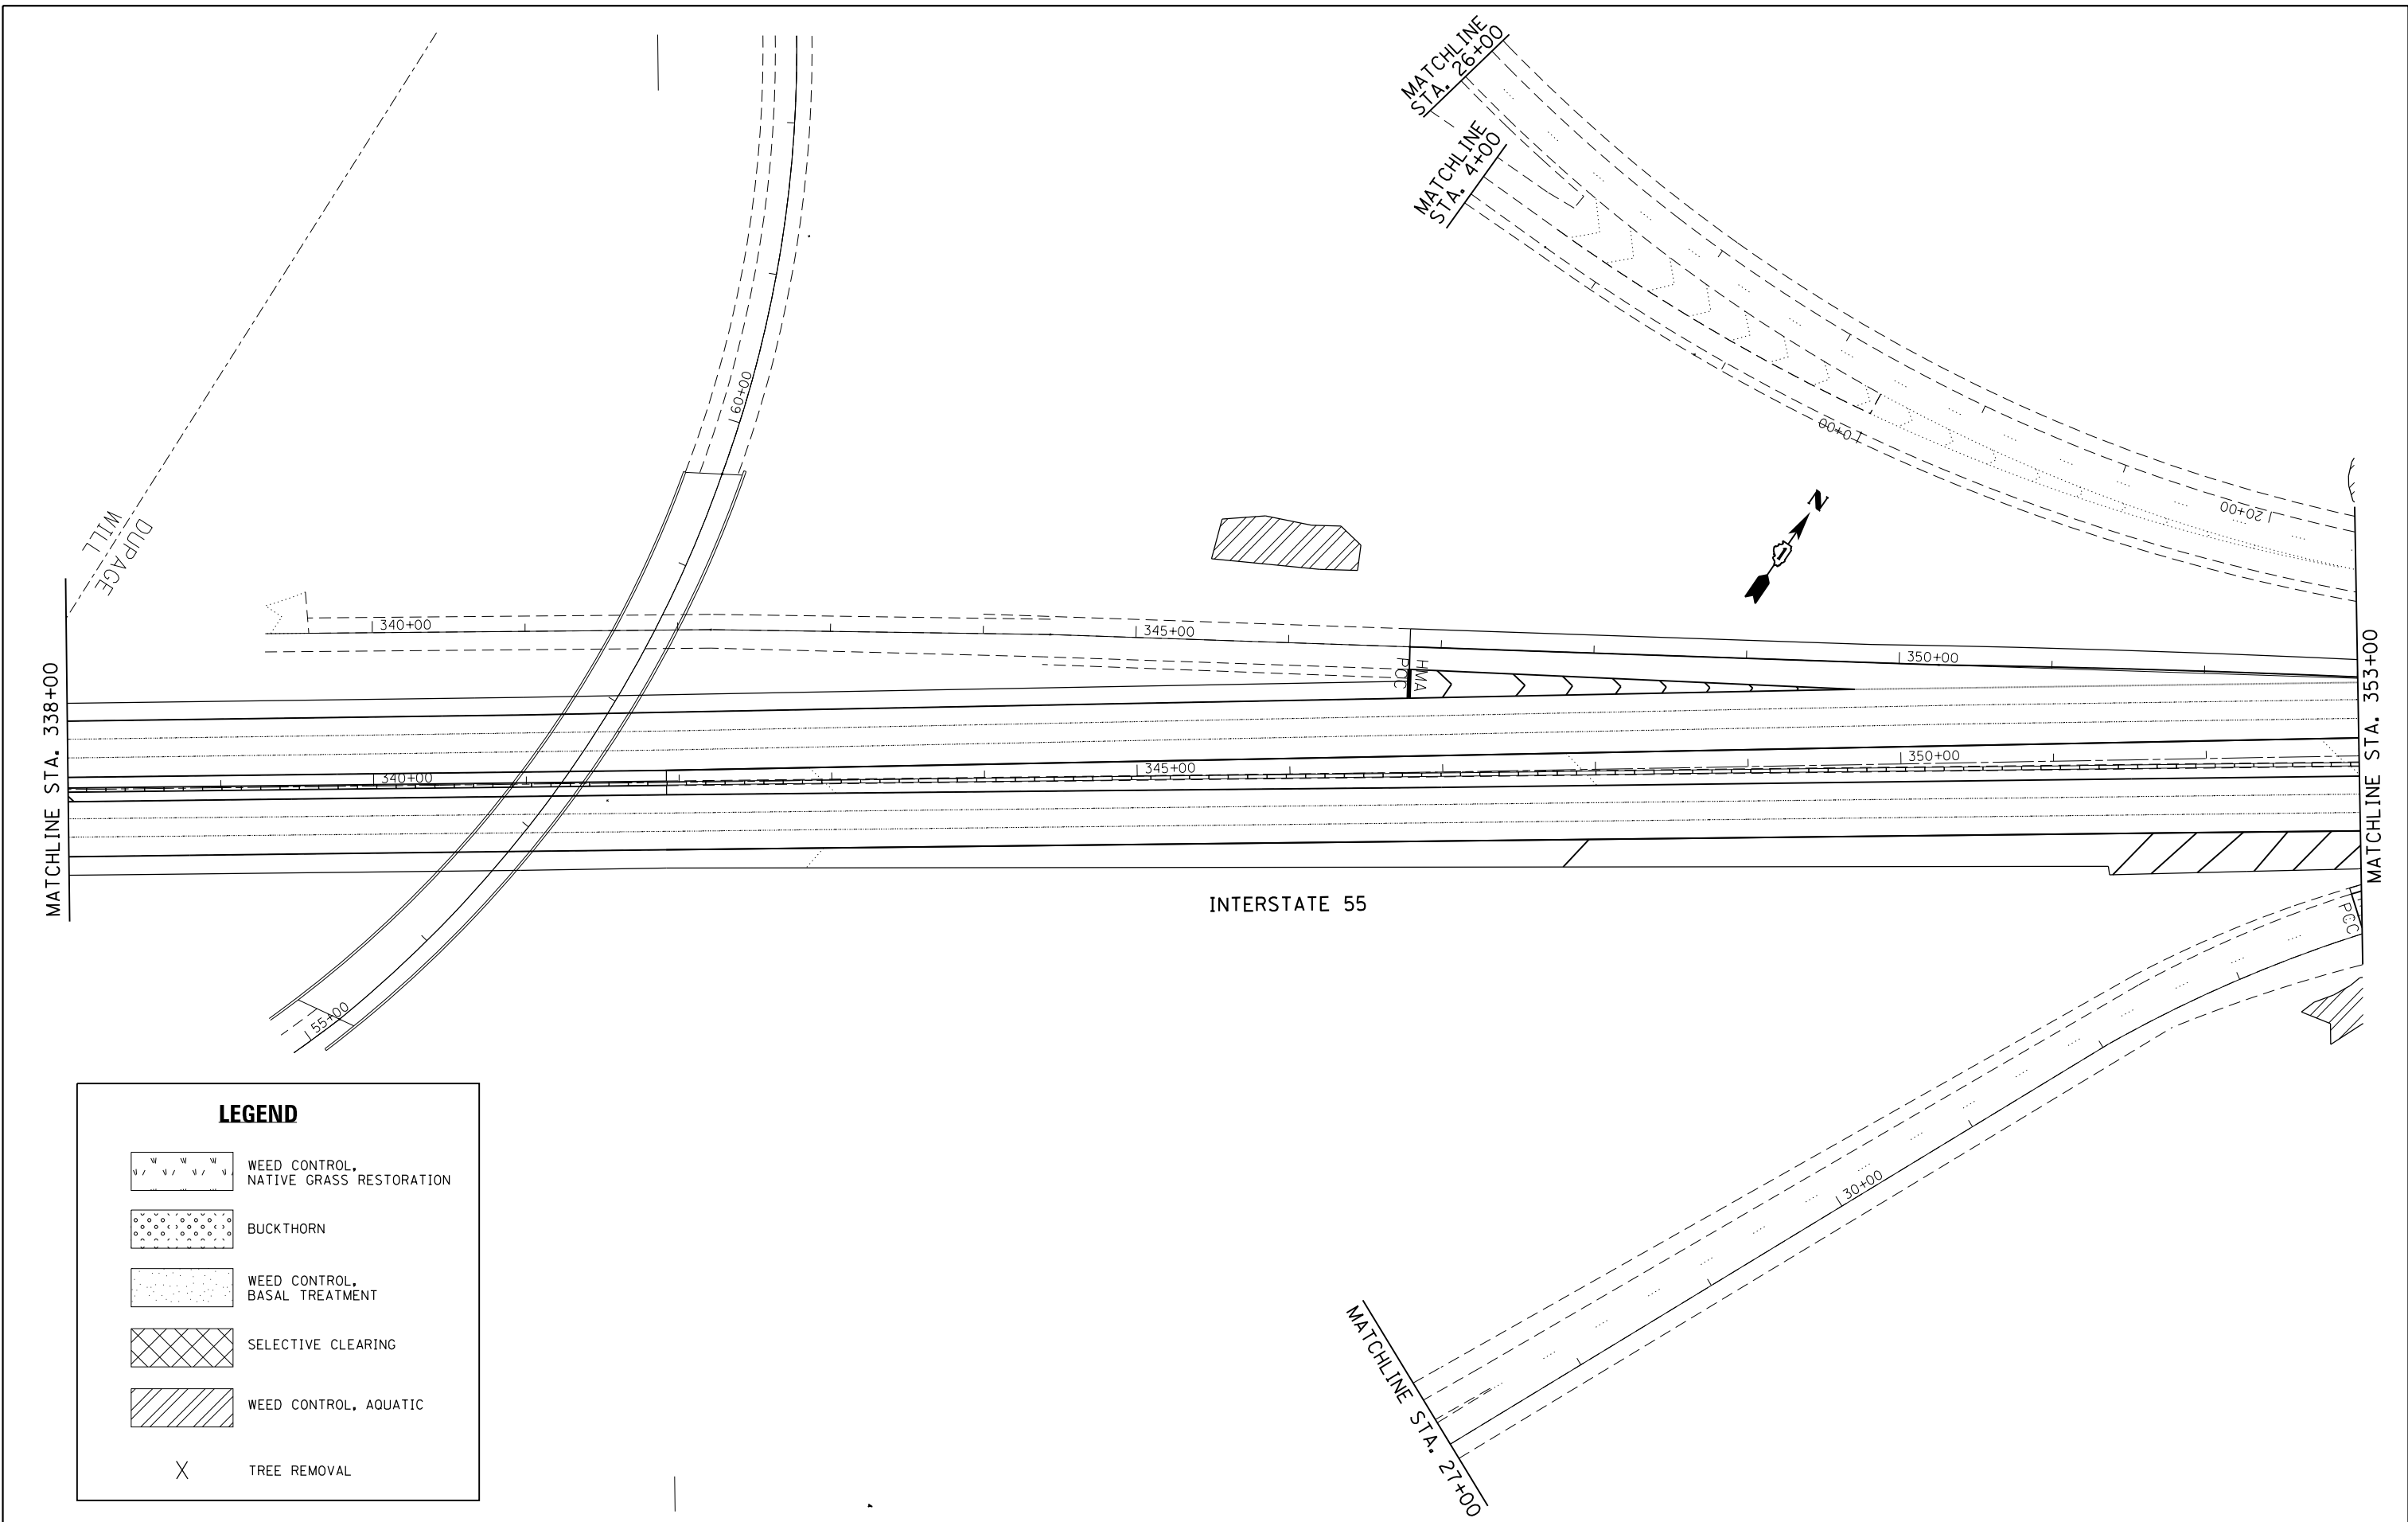 MATCHLINE
STA. 26+00
MATCHLINE
STA. 4+00
60+00
0+00
20+00
N
WILL
DUPAGE
340+00
345+00
350+00
HMA
PCC
MATCHLINE STA. 338+00
MATCHLINE STA. 353+00
340+00
345+00
350+00
INTERSTATE 55
PCC
55+00
30+00
MATCHLINE STA. 27+00
LEGEND
WEED CONTROL,
NATIVE GRASS RESTORATION
BUCKTHORN
WEED CONTROL,
BASAL TREATMENT
SELECTIVE CLEARING
WEED CONTROL, AQUATIC
X TREE REMOVAL